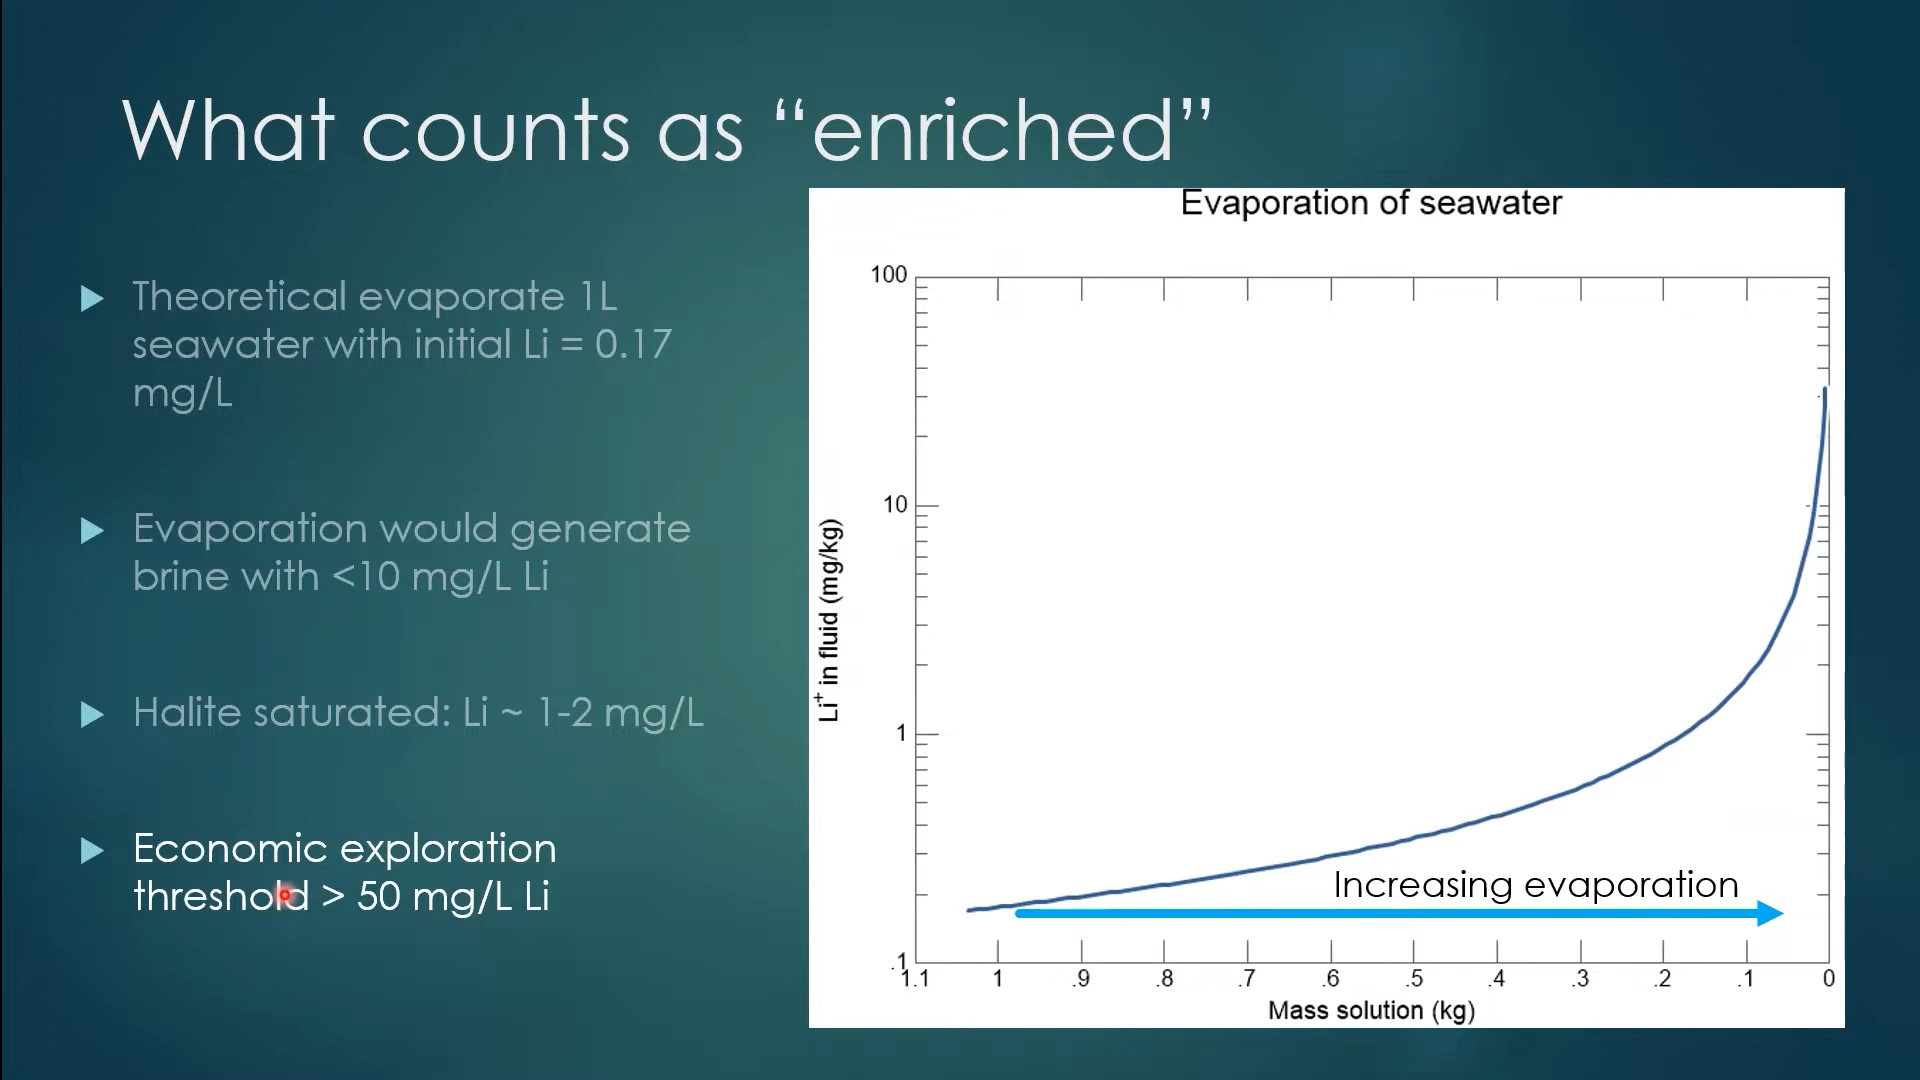 What counts as “enriched”
Theoretical evaporate 1L
seawater with initial Li = 0.17
mg/L
Evaporation would generate
brine with <10 mg/L Li
Halite saturated: Li ~ 1-2 mg/L
Economic exploration
threshold > 50 mg/L Li
Evaporation of seawater
100
10
1
.1
Li⁺ in fluid (mg/kg)
Increasing evaporation
1.1 1 .9 .8 .7 .6 .5 .4 .3 .2 .1 0
Mass solution (kg)